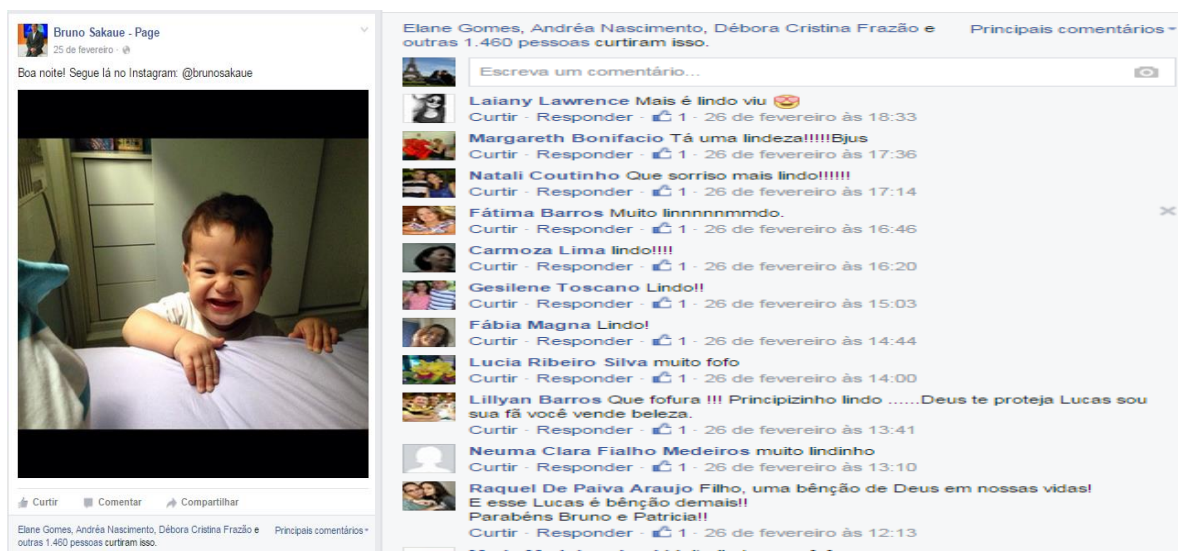 Bruno Sakaue - Page
25 de fevereiro ·
Boa noite! Segue lá no Instagram: @brunosakaue
Curtir Comentar Compartilhar
Elane Gomes, Andréa Nascimento, Débora Cristina Frazão e
outras 1.460 pessoas curtiram isso.
Principais comentários
Elane Gomes, Andréa Nascimento, Débora Cristina Frazão e
outras 1.460 pessoas curtiram isso.
Principais comentários
Escreva um comentário...
Laiany Lawrence Mais é lindo viu 😍
Curtir · Responder · 1 · 26 de fevereiro às 18:33
Margareth Bonifacio Tá uma lindeza!!!!!Bjus
Curtir · Responder · 1 · 26 de fevereiro às 17:36
Natali Coutinho Que sorriso mais lindo!!!!!!
Curtir · Responder · 1 · 26 de fevereiro às 17:14
Fátima Barros Muito linnnnnmmdo.
Curtir · Responder · 1 · 26 de fevereiro às 16:46
Carmoza Lima lindo!!!!
Curtir · Responder · 1 · 26 de fevereiro às 16:20
Gesilene Toscano Lindo!!
Curtir · Responder · 1 · 26 de fevereiro às 15:03
Fábia Magna Lindo!
Curtir · Responder · 1 · 26 de fevereiro às 14:44
Lucia Ribeiro Silva muito fofo
Curtir · Responder · 1 · 26 de fevereiro às 14:00
Lillyan Barros Que fofura !!! Principizinho lindo ......Deus te proteja Lucas sou
sua fã você vende beleza.
Curtir · Responder · 1 · 26 de fevereiro às 13:41
Neuma Clara Fialho Medeiros muito lindinho
Curtir · Responder · 1 · 26 de fevereiro às 13:10
Raquel De Paiva Araujo Filho, uma bênção de Deus em nossas vidas!
E esse Lucas é bênção demais!!
Parabéns Bruno e Patricia!!
Curtir · Responder · 1 · 26 de fevereiro às 12:13